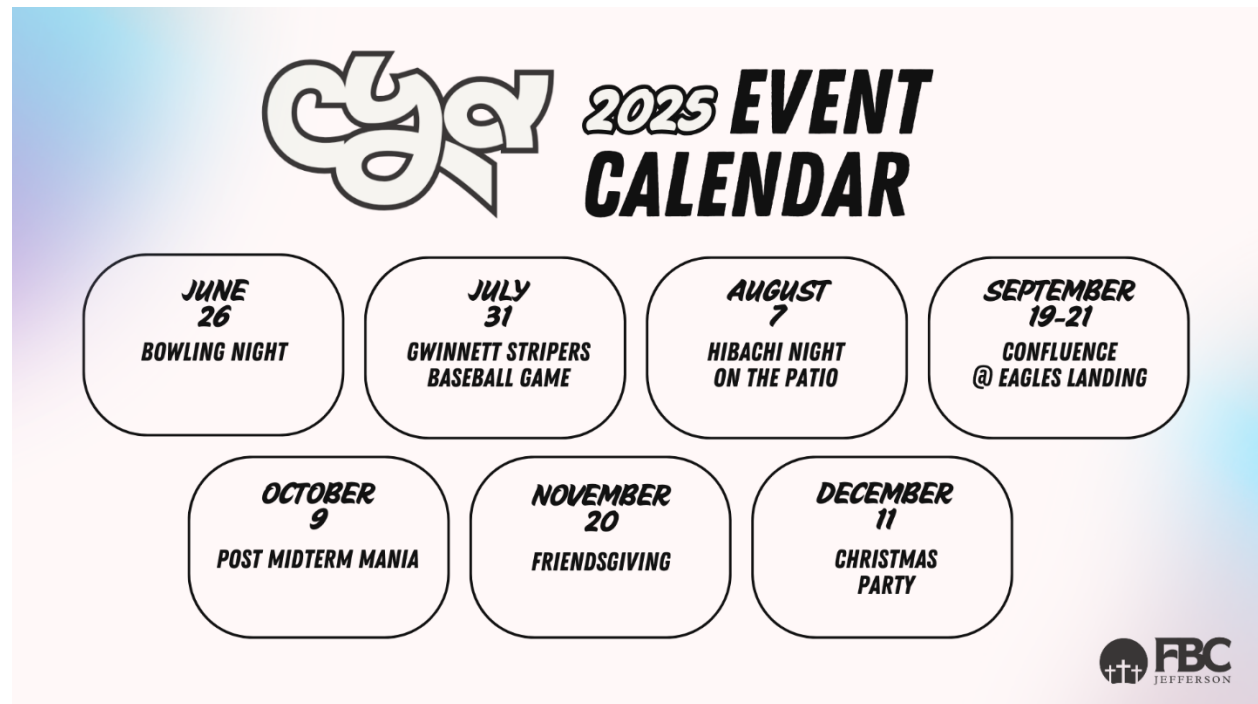 cya 2025 EVENT
CALENDAR
JUNE
26
BOWLING NIGHT
JULY
31
GWINNETT STRIPERS
BASEBALL GAME
AUGUST
7
HIBACHI NIGHT
ON THE PATIO
SEPTEMBER
19-21
CONFLUENCE
@ EAGLES LANDING
OCTOBER
9
POST MIDTERM MANIA
NOVEMBER
20
FRIENDSGIVING
DECEMBER
11
CHRISTMAS
PARTY
FBC
JEFFERSON